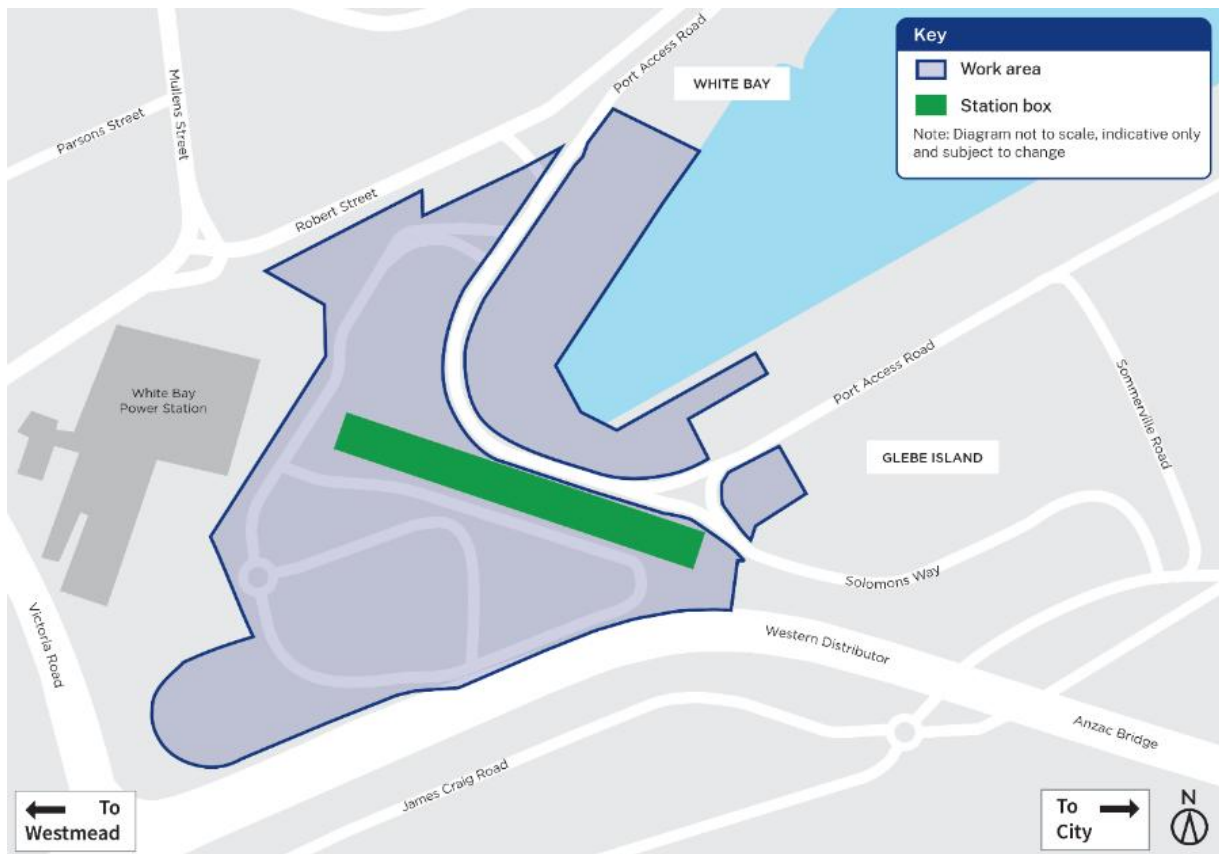 Key
Work area
Station box
Note: Diagram not to scale, indicative only
and subject to change
Port Access Road
WHITE BAY
Mullens Street
Parsons Street
Robert Street
White Bay
Power Station
Port Access Road
Sommerville Road
GLEBE ISLAND
Solomons Way
Victoria Road
Western Distributor
Anzac Bridge
James Craig Road
To
Westmead
To
City
N